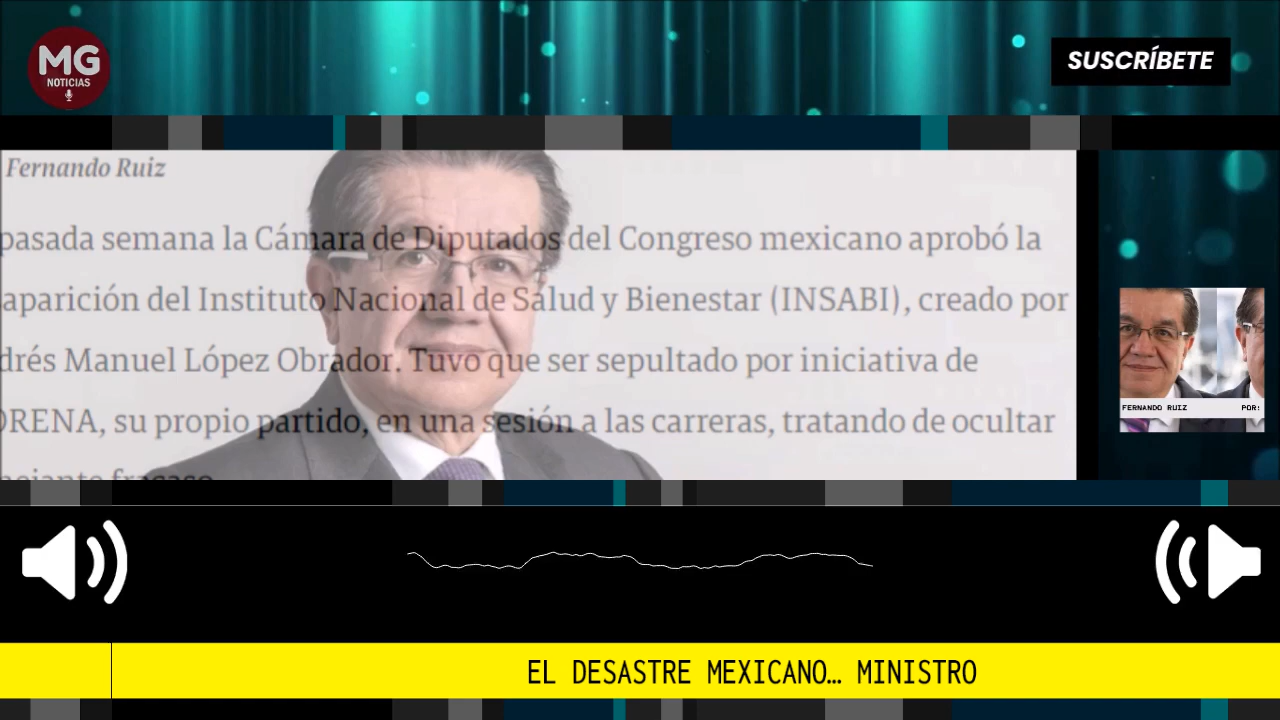 MG
NOTICIAS
SUSCRÍBETE
Fernando Ruiz
pasada semana la Cámara de Diputados del Congreso mexicano aprobó la
aparición del Instituto Nacional de Salud y Bienestar (INSABI), creado por
drés Manuel López Obrador. Tuvo que ser sepultado por iniciativa de
ORENA, su propio partido, en una sesión a las carreras, tratando de ocultar
fracaso
FERNANDO RUIZ POR:
EL DESASTRE MEXICANO... MINISTRO